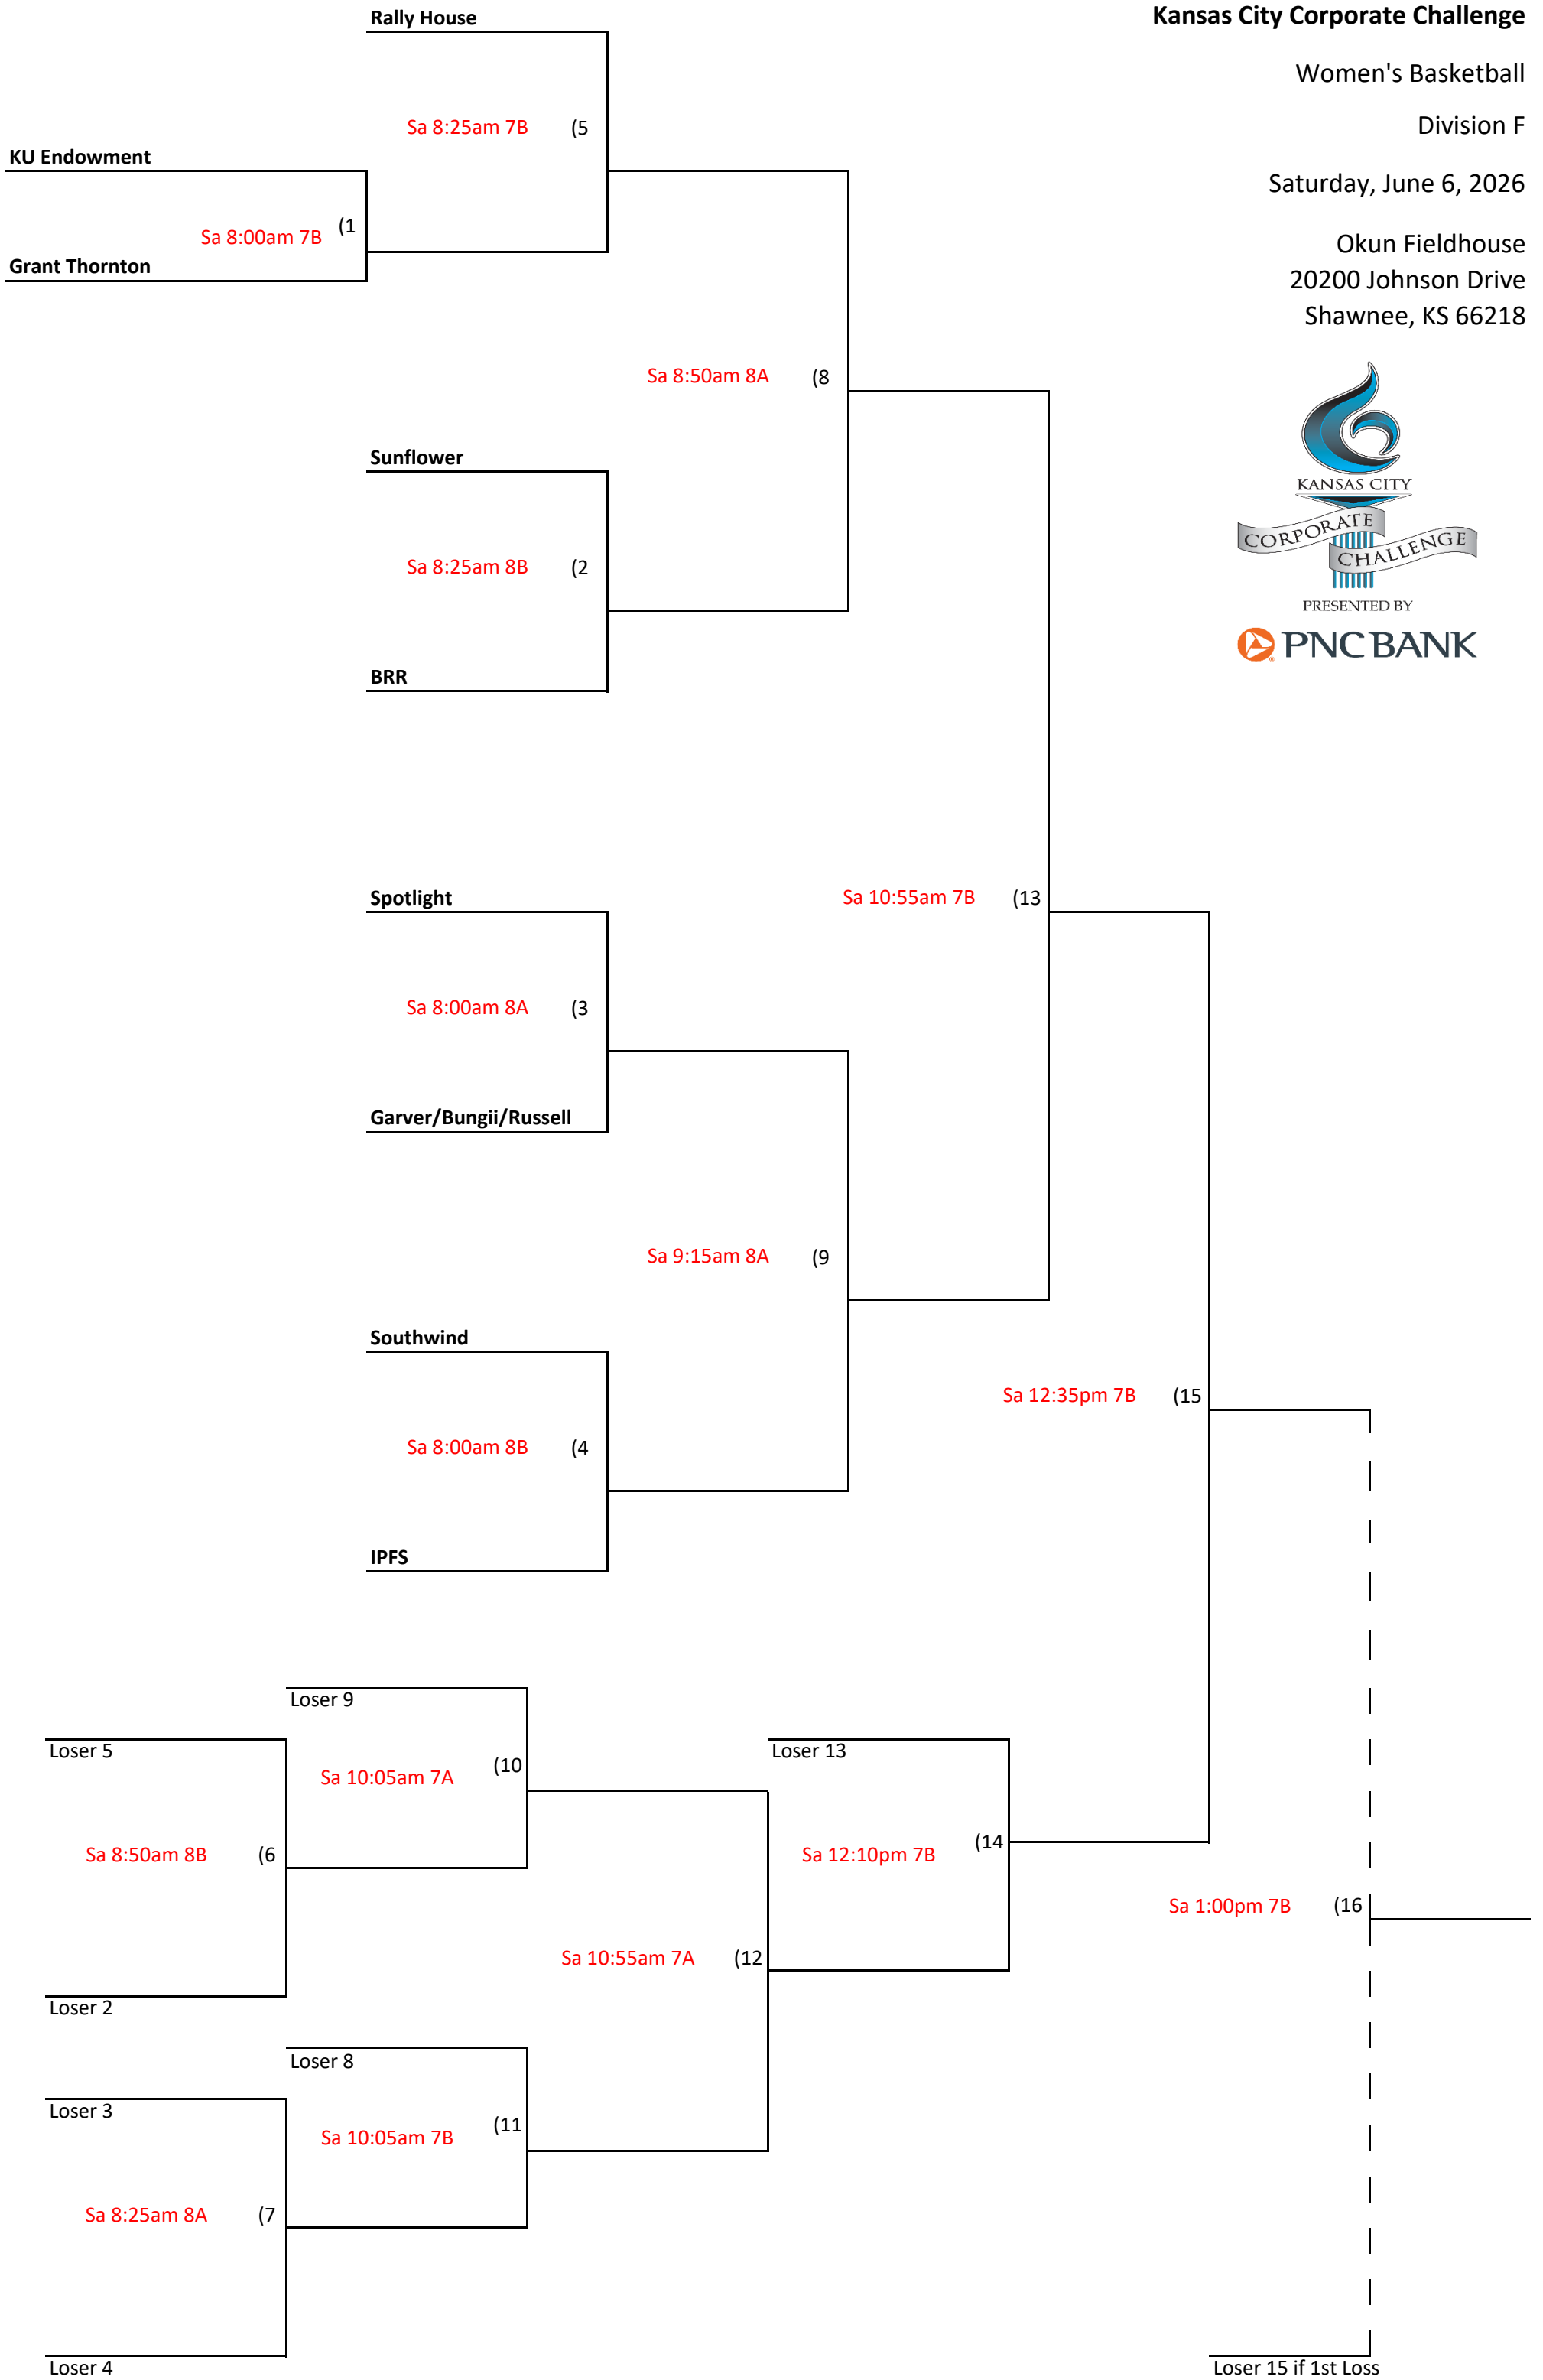 Rally House
Kansas City Corporate Challenge
Women's Basketball
Sa 8:25am 7B (5
Division F
KU Endowment
Saturday, June 6, 2026
Sa 8:00am 7B (1
Okun Fieldhouse
Grant Thornton
20200 Johnson Drive
Shawnee, KS 66218
Sa 8:50am 8A (8
Sunflower
KANSAS CITY
CORPORATE
CHALLENGE
Sa 8:25am 8B (2
PRESENTED BY
PNC BANK
BRR
Spotlight
Sa 10:55am 7B (13
Sa 8:00am 8A (3
Garver/Bungii/Russell
Sa 9:15am 8A (9
Southwind
Sa 12:35pm 7B (15
Sa 8:00am 8B (4
IPFS
Loser 9
Loser 5
Loser 13
Sa 10:05am 7A (10
Sa 8:50am 8B (6
Sa 12:10pm 7B (14
Sa 1:00pm 7B (16
Sa 10:55am 7A (12
Loser 2
Loser 8
Loser 3
Sa 10:05am 7B (11
Sa 8:25am 8A (7
Loser 4
Loser 15 if 1st Loss